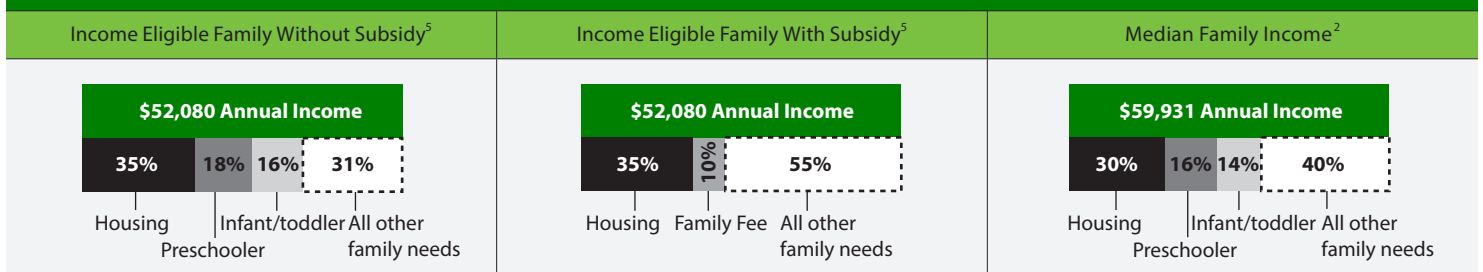 Income Eligible Family Without Subsidy5
Income Eligible Family With Subsidy5
Median Family Income2
$52,080 Annual Income
35% 18% 16% 31%
Housing
Preschooler
Infant/toddler
All other
family needs
$52,080 Annual Income
35% 10% 55%
Housing
Family Fee
All other
family needs
$59,931 Annual Income
30% 16% 14% 40%
Housing
Preschooler
Infant/toddler
All other
family needs